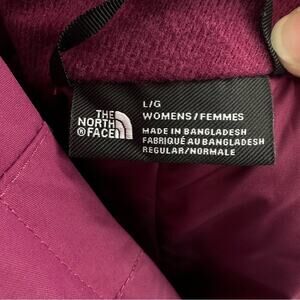 THE
NORTH
®FACE
L/G
WOMENS/FEMMES
MADE IN BANGLADESH
FABRIQUÉ AU BANGLADESH
REGULAR/NORMALE